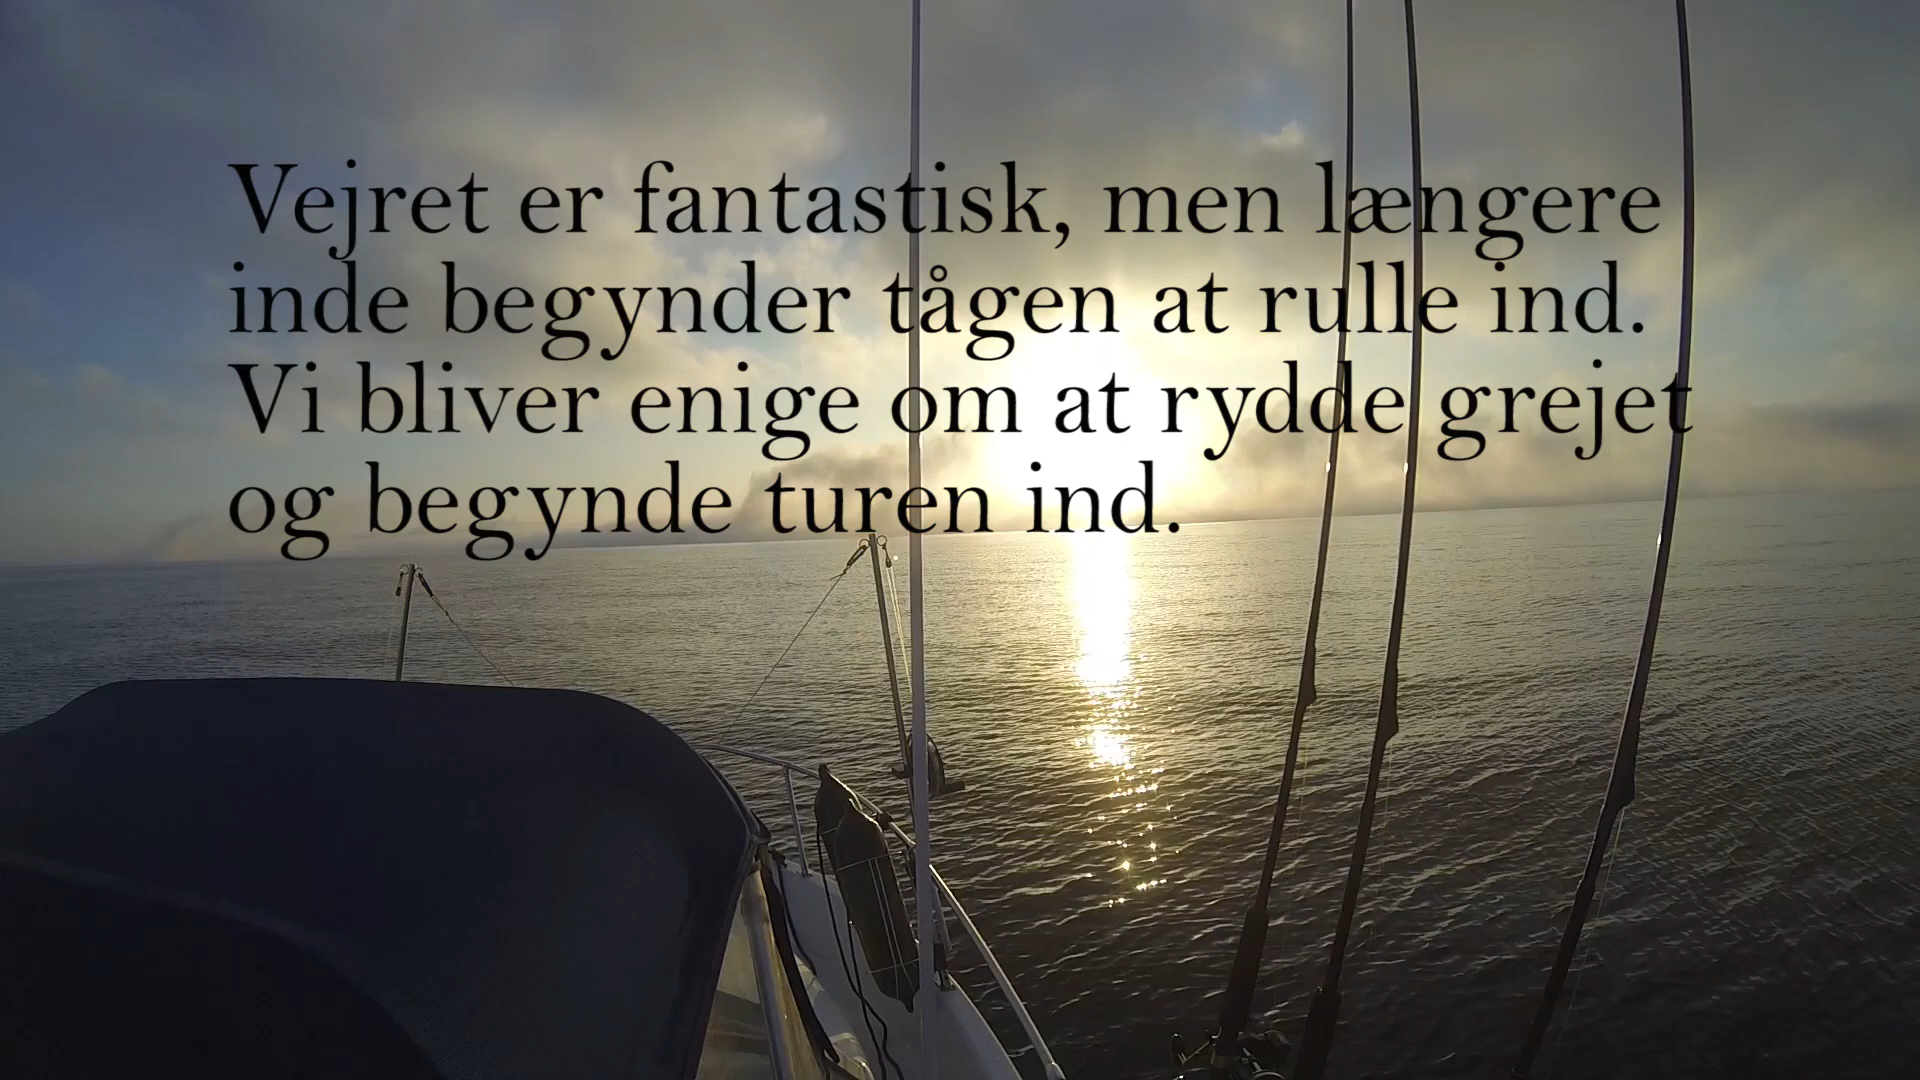 Vejret er fantastisk, men længere
inde begynder tågen at rulle ind.
Vi bliver enige om at rydde grejet
og begynde turen ind.